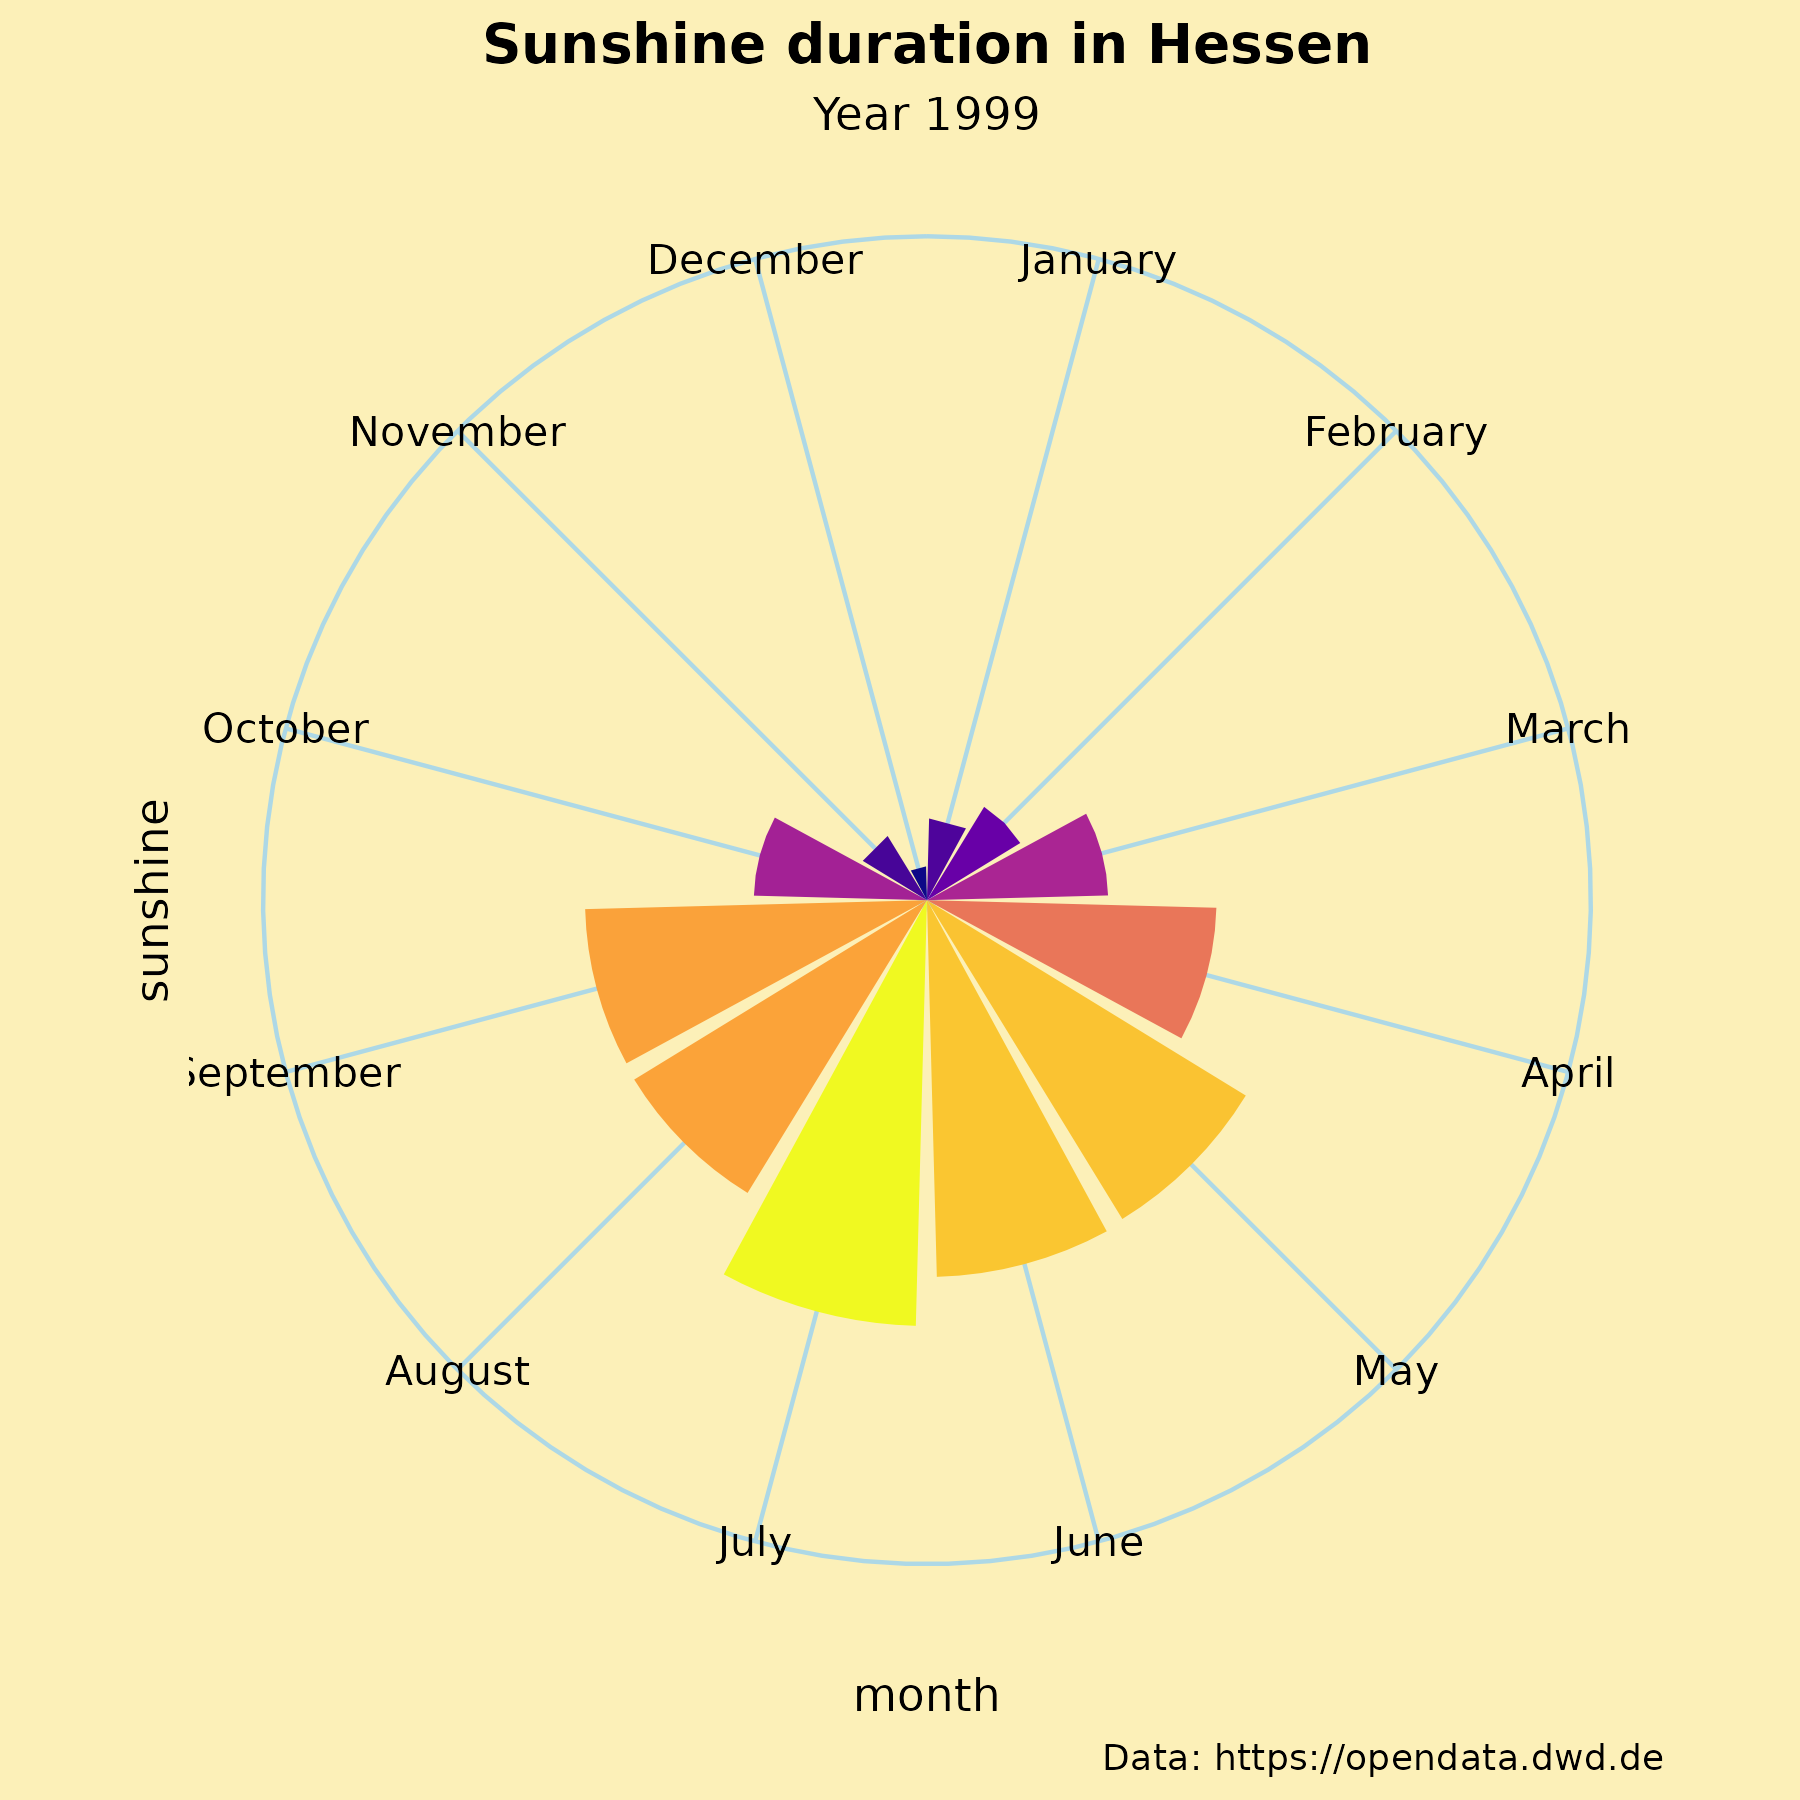 Sunshine duration in Hessen
Year 1999
December
January
November
February
October
March
sunshine
September
April
August
May
July
June
month
Data: https://opendata.dwd.de